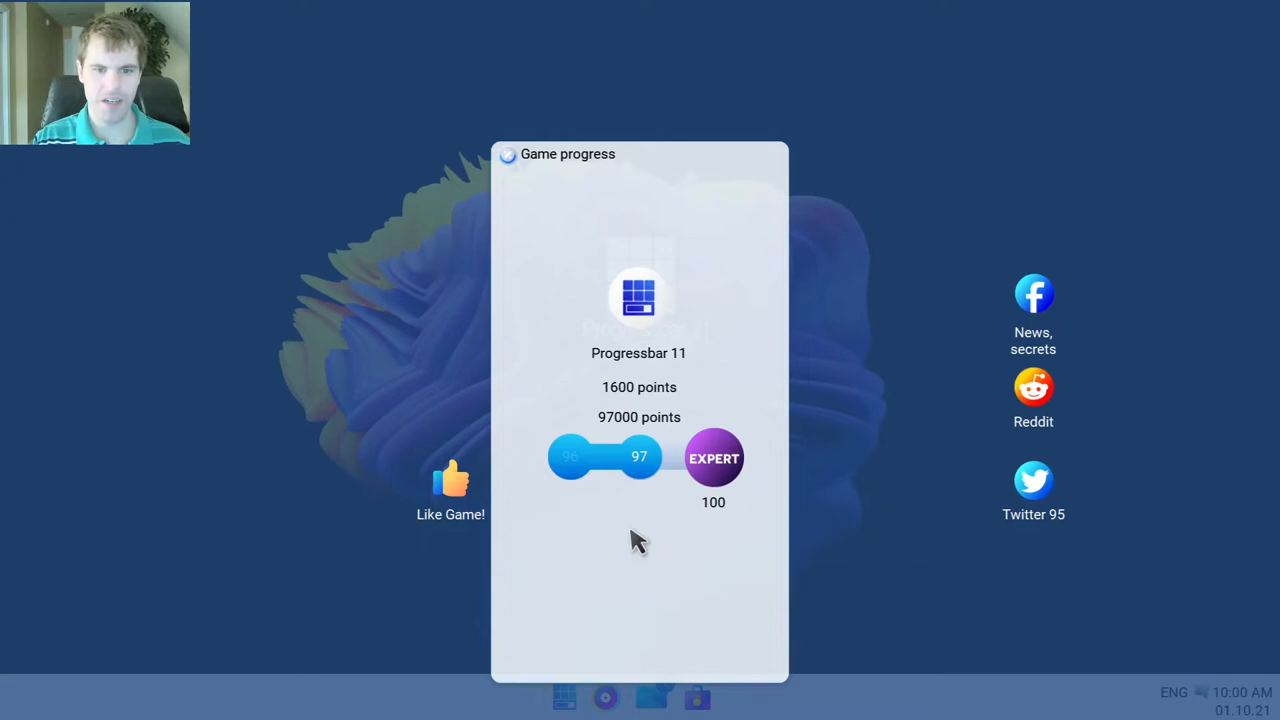 Game progress
Progressbar 11
1600 points
97000 points
96
97
EXPERT
100
Like Game!
News,
secrets
Reddit
Twitter 95
ENG
10:00 AM
01.10.21